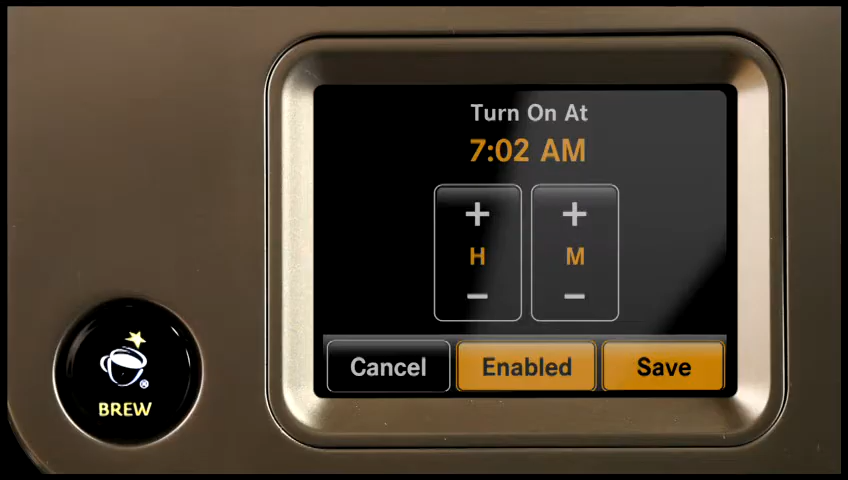 Turn On At
7:02 AM
+ +
H M
− −
Cancel Enabled Save
® 
BREW